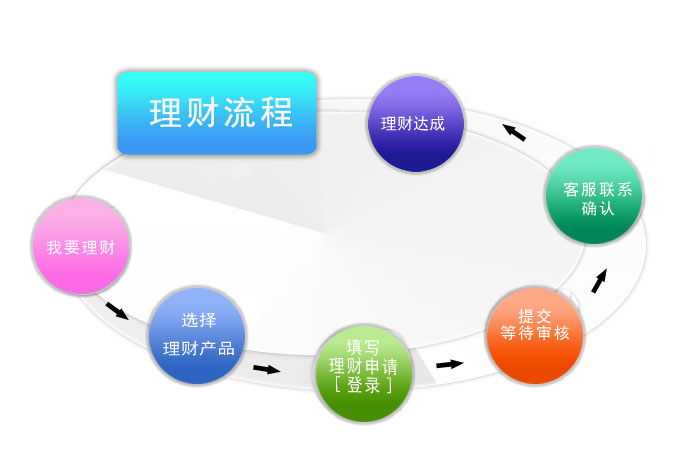 理财流程
我要理财
选择
理财产品
填写
理财申请
[ 登录 ]
提交
等待审核
客服联系
确认
理财达成